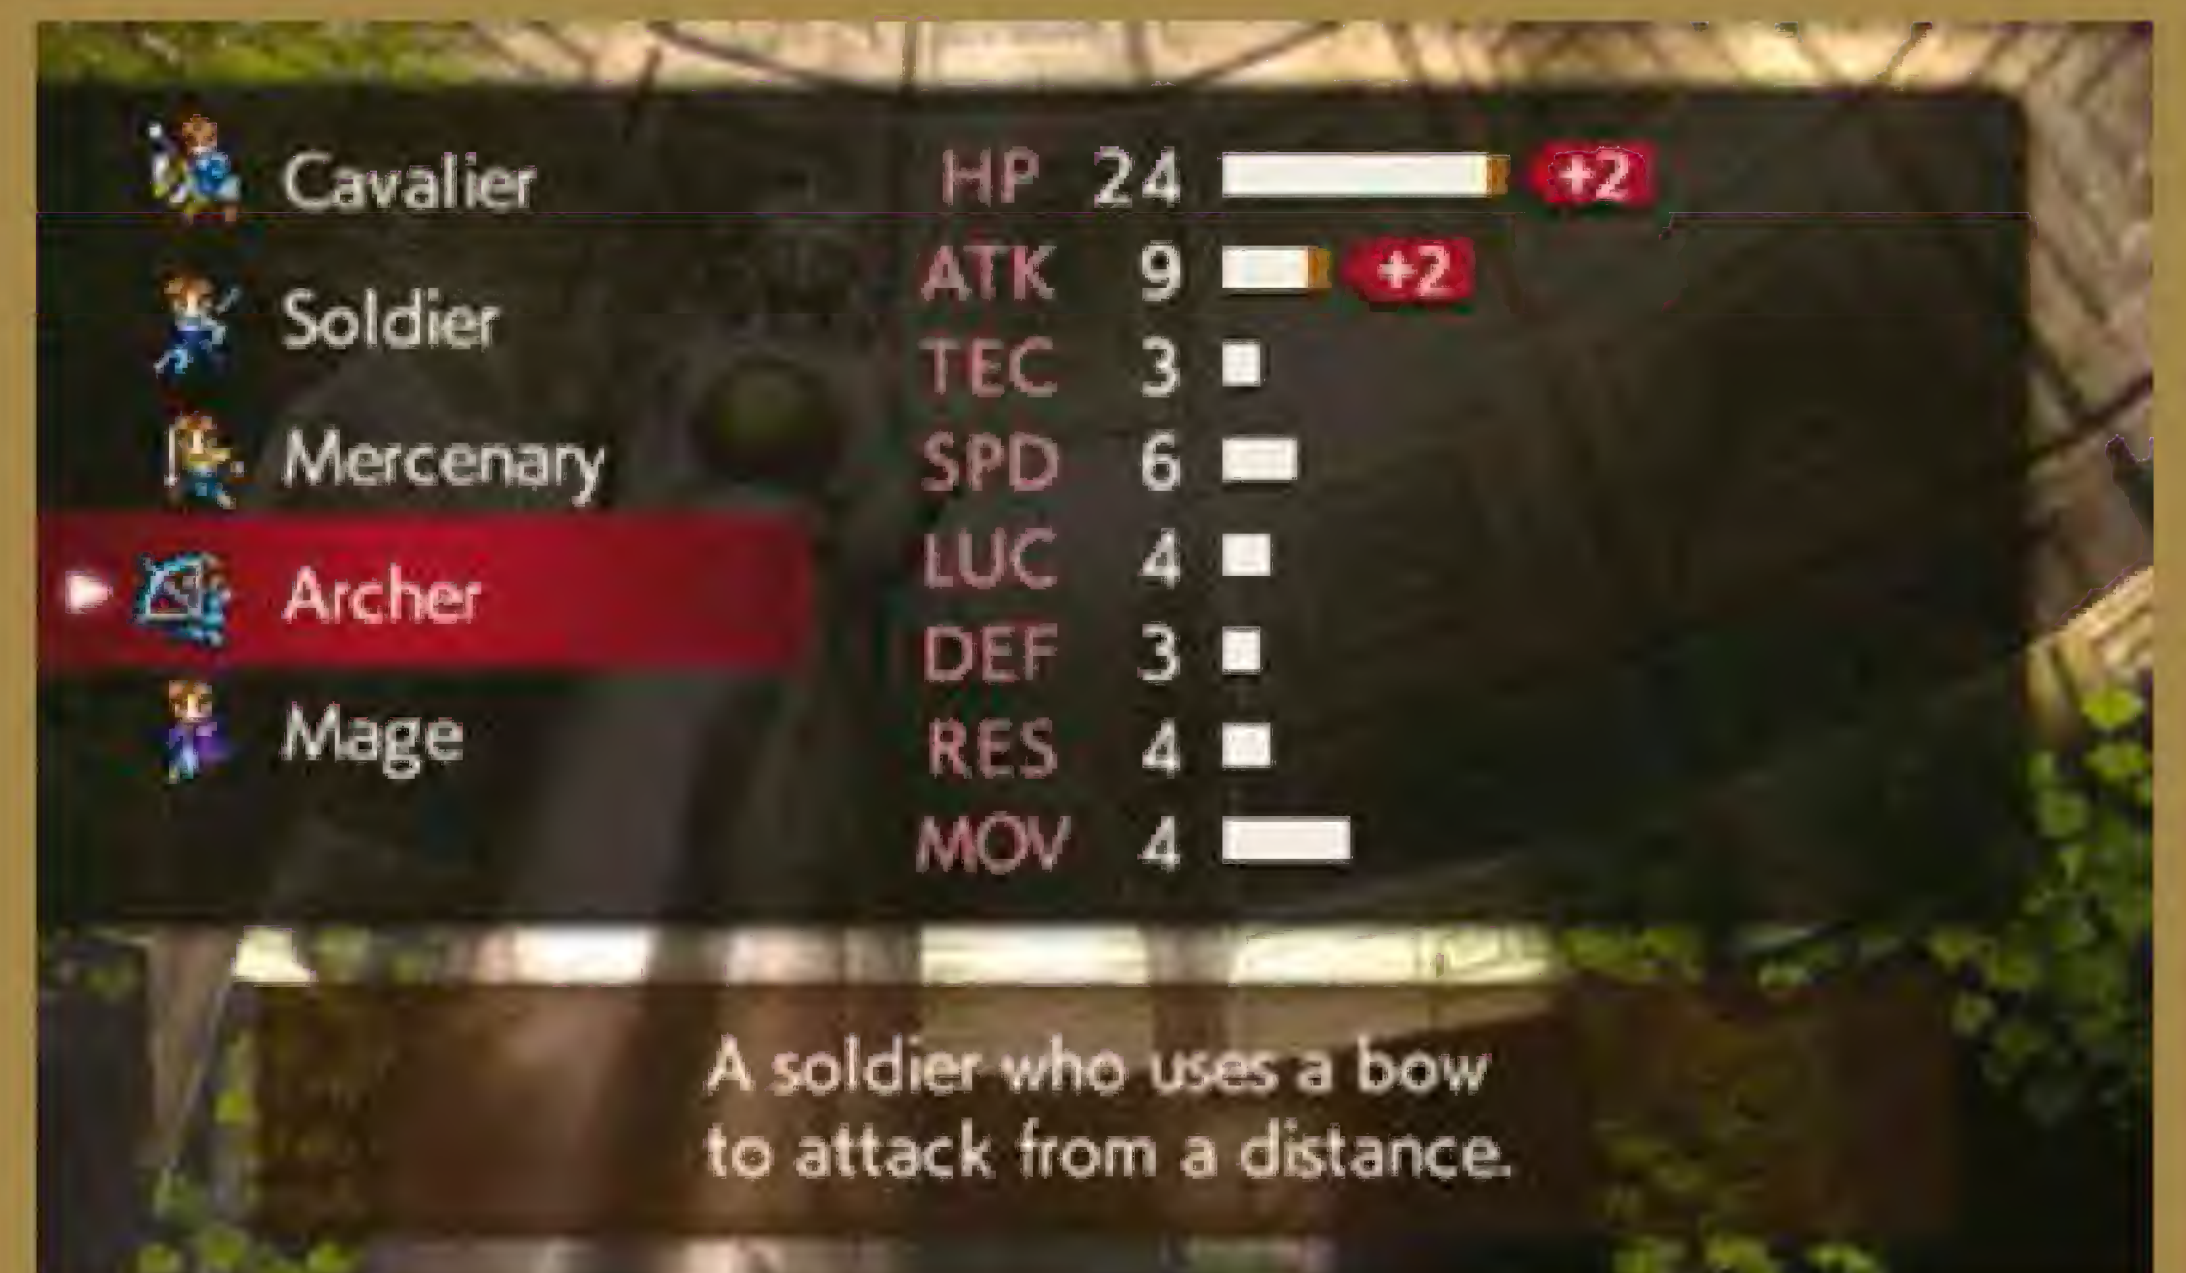 Cavalier
Soldier
Mercenary
Archer
Mage
HP 24 +2
ATK 9 +2
TEC 3
SPD 6
LUC 4
DEF 3
RES 4
MOV 4
A soldier who uses a bow
to attack from a distance.